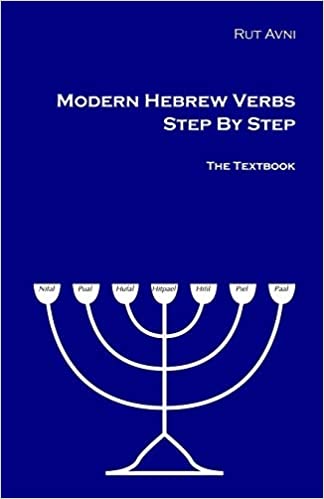 Rut Avni
Modern Hebrew Verbs
Step By Step
The Textbook
Nifal Pual Hufal Hitpael Hifil Piel Paal